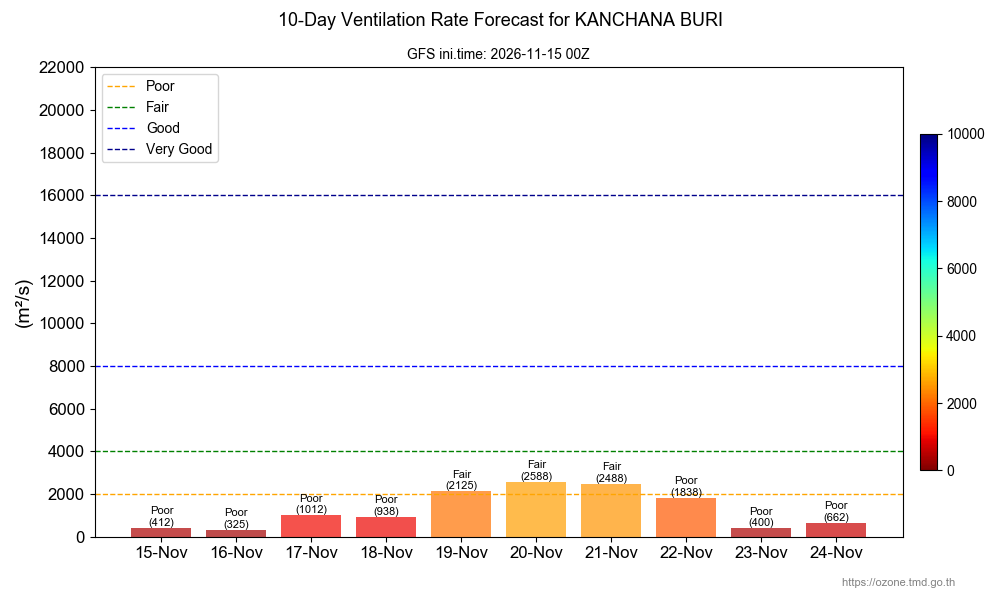 10-Day Ventilation Rate Forecast for KANCHANA BURI
GFS ini.time: 2026-11-15 00Z
22000
20000
18000
16000
14000
12000
10000
8000
6000
4000
2000
0
(m²/s)
Poor
Fair
Good
Very Good
Poor
(412)
Poor
(325)
Poor
(1012)
Poor
(938)
Fair
(2125)
Fair
(2588)
Fair
(2488)
Poor
(1838)
Poor
(400)
Poor
(662)
15-Nov
16-Nov
17-Nov
18-Nov
19-Nov
20-Nov
21-Nov
22-Nov
23-Nov
24-Nov
10000
8000
6000
4000
2000
0
https://ozone.tmd.go.th